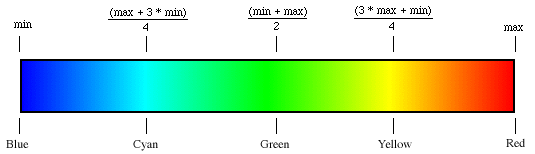 min
(max + 3 * min)
4
(min + max)
2
(3 * max + min)
4
max
Blue
Cyan
Green
Yellow
Red